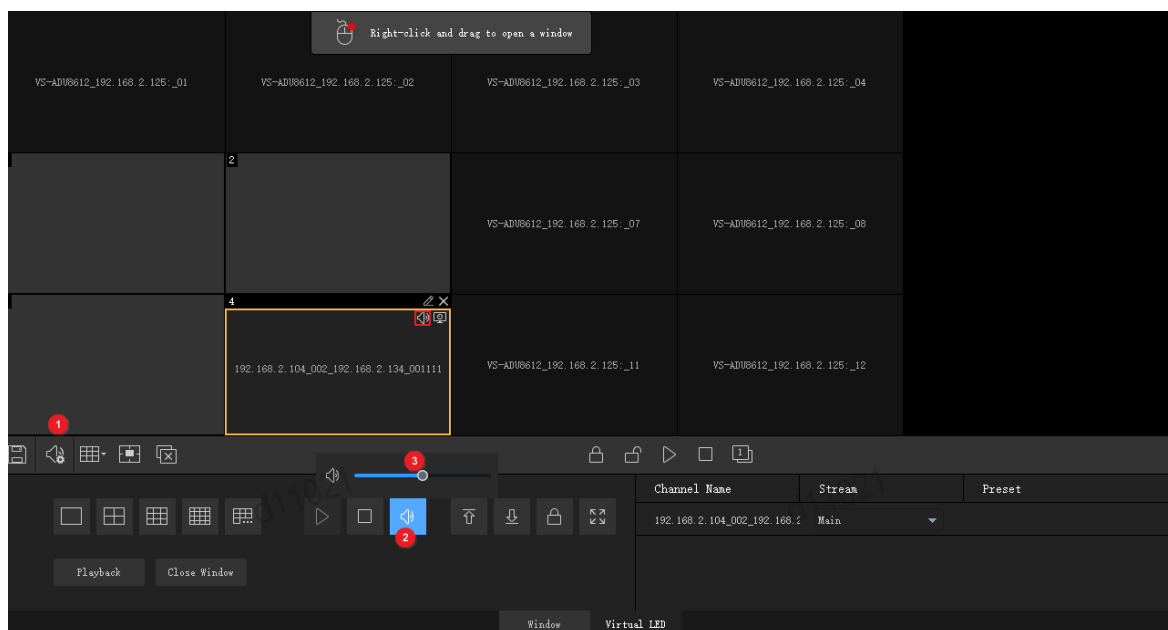 Right-click and drag to open a window
VS-ADU8612_192.168.2.125:_01
VS-ADU8612_192.168.2.125:_02
VS-ADU8612_192.168.2.125:_03
VS-ADU8612_192.168.2.125:_04
2
VS-ADU8612_192.168.2.125:_07
VS-ADU8612_192.168.2.125:_08
4
192.168.2.104_002_192.168.2.134_001111
VS-ADU8612_192.168.2.125:_11
VS-ADU8612_192.168.2.125:_12
1
1
3
Channel Name
Stream
Preset
d11021
d11021
192.168.2.104_002_192.168.2
Main
2
Playback
Close Window
Window
Virtual LED